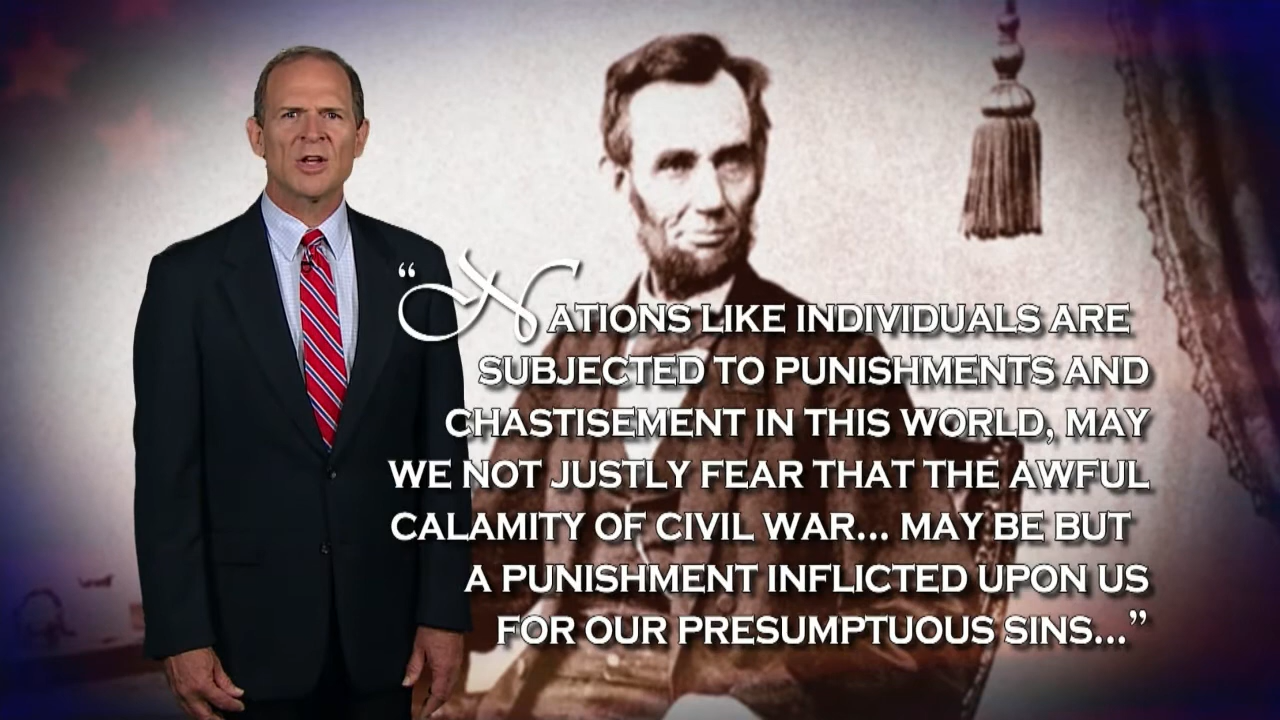 “NATIONS LIKE INDIVIDUALS ARE
SUBJECTED TO PUNISHMENTS AND
CHASTISEMENT IN THIS WORLD, MAY
WE NOT JUSTLY FEAR THAT THE AWFUL
CALAMITY OF CIVIL WAR... MAY BE BUT
A PUNISHMENT INFLICTED UPON US
FOR OUR PRESUMPTUOUS SINS...”